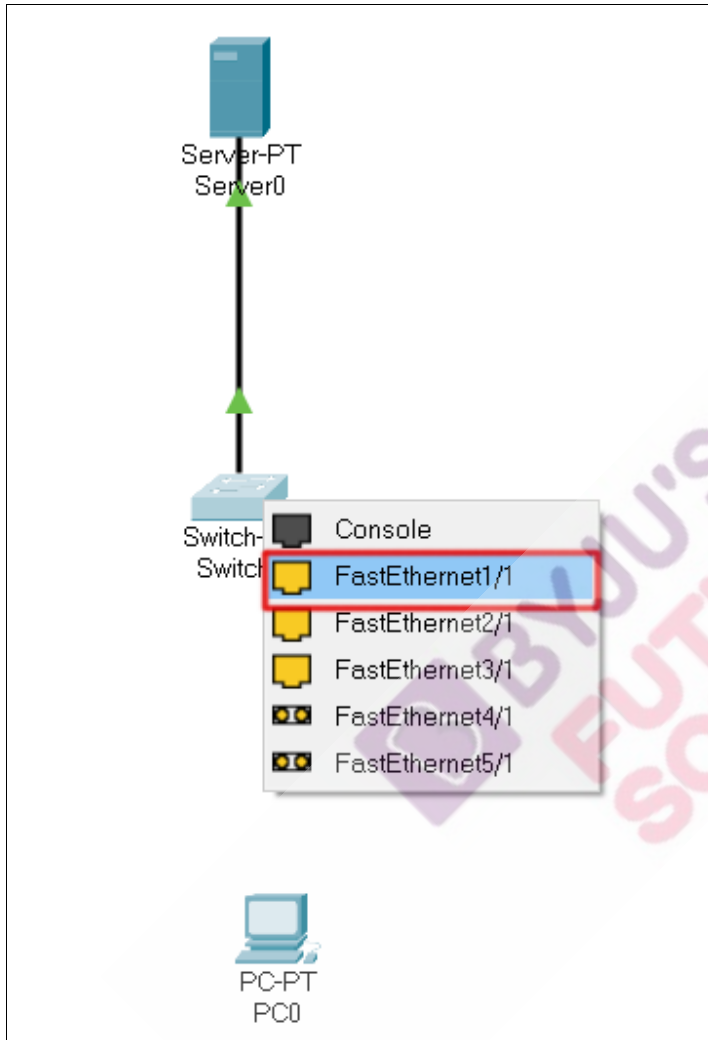 Server-PT
Server0
Switch-
Switch
Console
FastEthernet1/1
FastEthernet2/1
FastEthernet3/1
FastEthernet4/1
FastEthernet5/1
BYJU'S
PC-PT
PC0